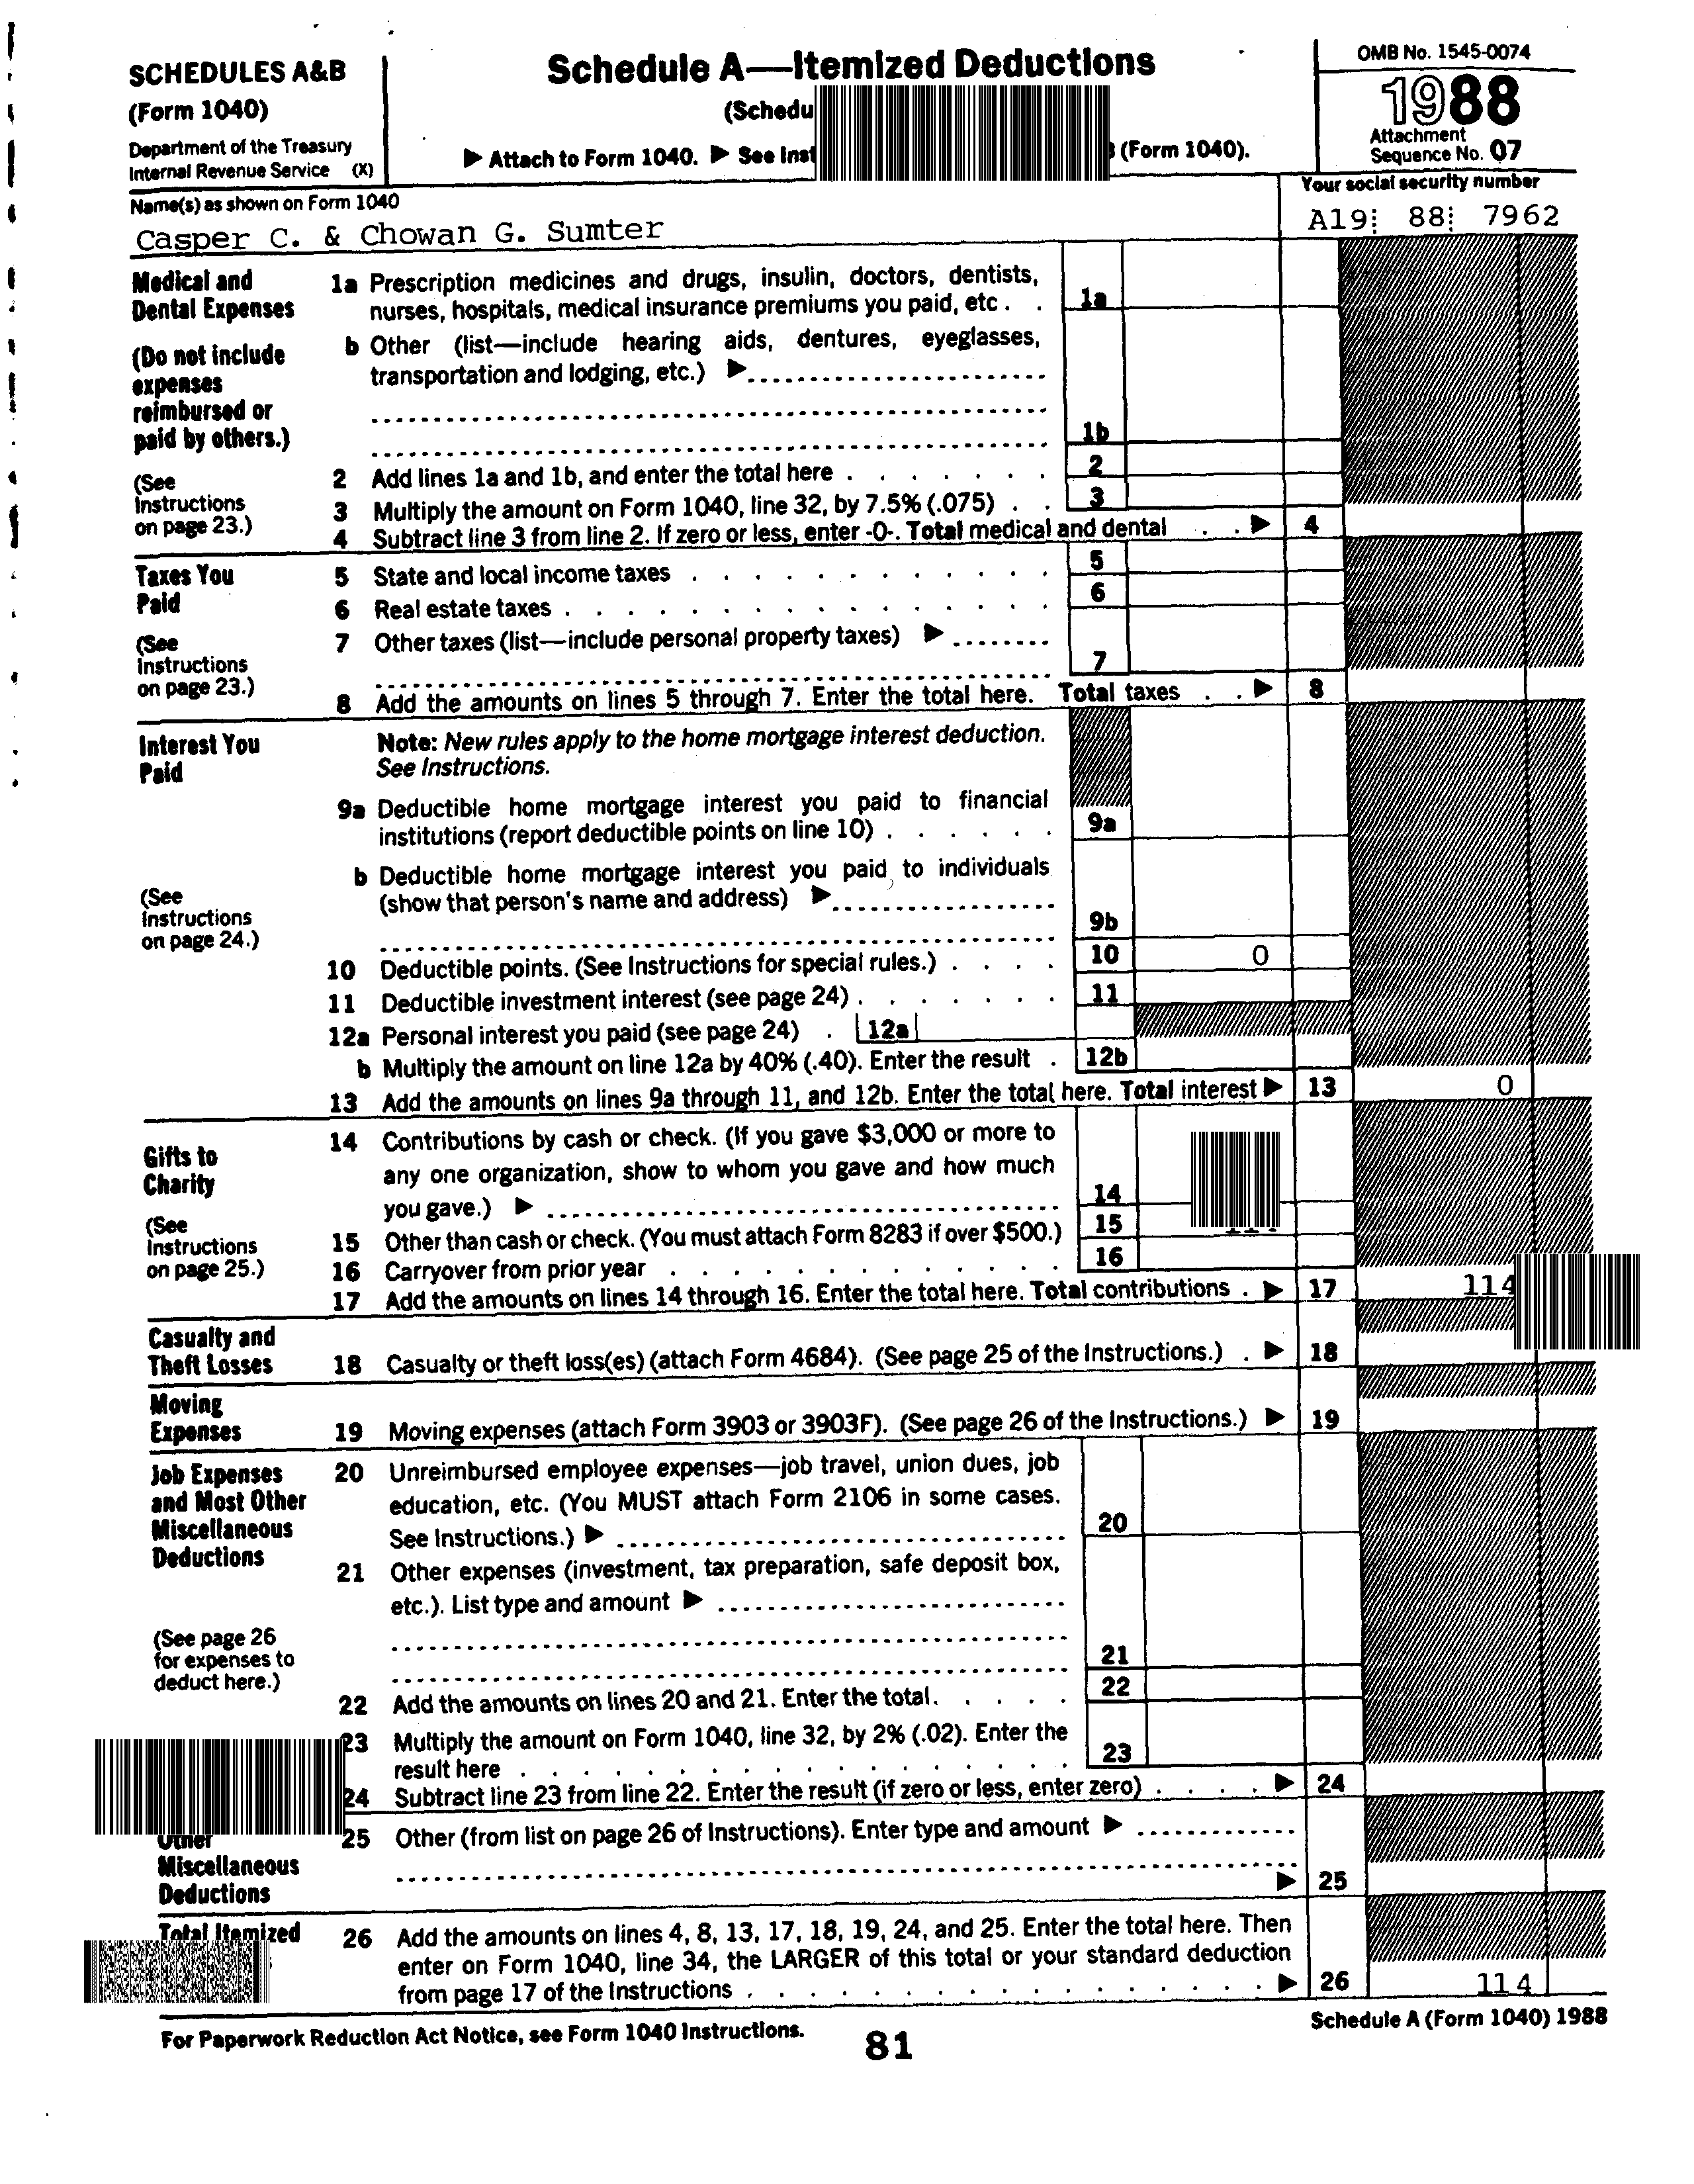 SCHEDULES A&B
(Form 1040)
Department of the Treasury
Internal Revenue Service (X)
Schedule A—Itemized Deductions
(Schedu
▶ Attach to Form 1040. ▶ See Inst (Form 1040).
OMB No. 1545-0074
1988
Attachment
Sequence No. 07
Name(s) as shown on Form 1040
Your social security number
Casper C. & Chowan G. Sumter
A19 88 7962
Medical and
Dental Expenses
(Do not include
expenses
reimbursed or
paid by others.)
(See
Instructions
on page 23.)
1a Prescription medicines and drugs, insulin, doctors, dentists,
nurses, hospitals, medical insurance premiums you paid, etc . . 1a
b Other (list—include hearing aids, dentures, eyeglasses,
transportation and lodging, etc.) ▶
1b
2 Add lines 1a and 1b, and enter the total here . . . . . . . 2
3 Multiply the amount on Form 1040, line 32, by 7.5% (.075) . . 3
4 Subtract line 3 from line 2. If zero or less, enter -0-. Total medical and dental . . ▶ 4
Taxes You
Paid
(See
Instructions
on page 23.)
5 State and local income taxes . . . . . . . . . . . 5
6 Real estate taxes . . . . . . . . . . . . . . . 6
7 Other taxes (list—include personal property taxes) ▶
7
8 Add the amounts on lines 5 through 7. Enter the total here. Total taxes . . ▶ 8
Interest You
Paid
(See
Instructions
on page 24.)
Note: New rules apply to the home mortgage interest deduction.
See Instructions.
9a Deductible home mortgage interest you paid to financial
institutions (report deductible points on line 10) . . . . . . 9a
b Deductible home mortgage interest you paid to individuals
(show that person's name and address) ▶
9b
10 Deductible points. (See Instructions for special rules.) . . . . 10 0
11 Deductible investment interest (see page 24) . . . . . . . 11
12a Personal interest you paid (see page 24) . 12a
b Multiply the amount on line 12a by 40% (.40). Enter the result . 12b
13 Add the amounts on lines 9a through 11, and 12b. Enter the total here. Total interest ▶ 13 0
Gifts to
Charity
(See
Instructions
on page 25.)
14 Contributions by cash or check. (If you gave $3,000 or more to
any one organization, show to whom you gave and how much
you gave.) ▶ 14
15 Other than cash or check. (You must attach Form 8283 if over $500.) 15
16 Carryover from prior year . . . . . . . . . . . . . 16
17 Add the amounts on lines 14 through 16. Enter the total here. Total contributions . ▶ 17 114
Casualty and
Theft Losses
18 Casualty or theft loss(es) (attach Form 4684). (See page 25 of the Instructions.) . ▶ 18
Moving
Expenses
19 Moving expenses (attach Form 3903 or 3903F). (See page 26 of the Instructions.) ▶ 19
Job Expenses
and Most Other
Miscellaneous
Deductions
(See page 26
for expenses to
deduct here.)
20 Unreimbursed employee expenses—job travel, union dues, job
education, etc. (You MUST attach Form 2106 in some cases.
See Instructions.) ▶ 20
21 Other expenses (investment, tax preparation, safe deposit box,
etc.). List type and amount ▶
21
22 Add the amounts on lines 20 and 21. Enter the total. . . . . 22
23 Multiply the amount on Form 1040, line 32, by 2% (.02). Enter the
result here . . . . . . . . . . . . . . . . . 23
24 Subtract line 23 from line 22. Enter the result (if zero or less, enter zero) . . . . ▶ 24
Other
Miscellaneous
Deductions
25 Other (from list on page 26 of Instructions). Enter type and amount ▶
▶ 25
Total Itemized
26 Add the amounts on lines 4, 8, 13, 17, 18, 19, 24, and 25. Enter the total here. Then
enter on Form 1040, line 34, the LARGER of this total or your standard deduction
from page 17 of the Instructions . . . . . . . . . . . . . ▶ 26 114
For Paperwork Reduction Act Notice, see Form 1040 Instructions.
81
Schedule A (Form 1040) 1988